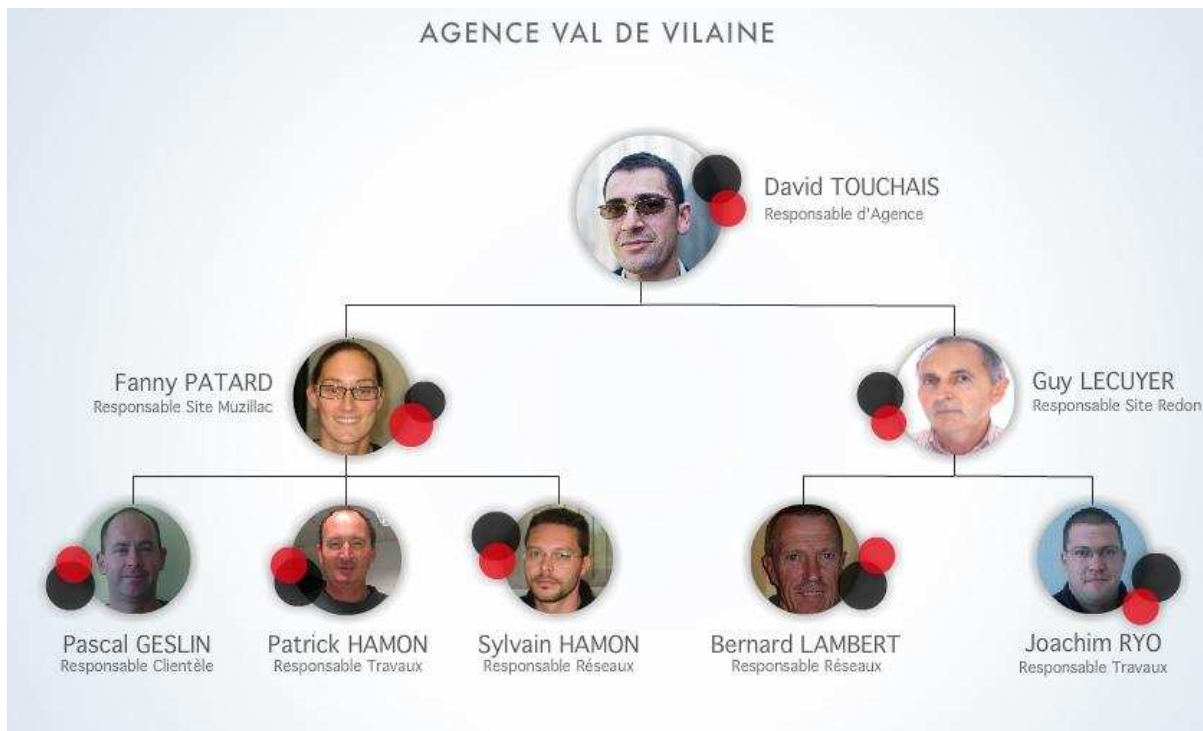 AGENCE VAL DE VILAINE
David TOUCHAIS
Responsable d'Agence
Fanny PATARD
Responsable Site Muzillac
Guy LECUYER
Responsable Site Redon
Pascal GESLIN
Responsable Clientèle
Patrick HAMON
Responsable Travaux
Sylvain HAMON
Responsable Réseaux
Bernard LAMBERT
Responsable Réseaux
Joachim RYO
Responsable Travaux